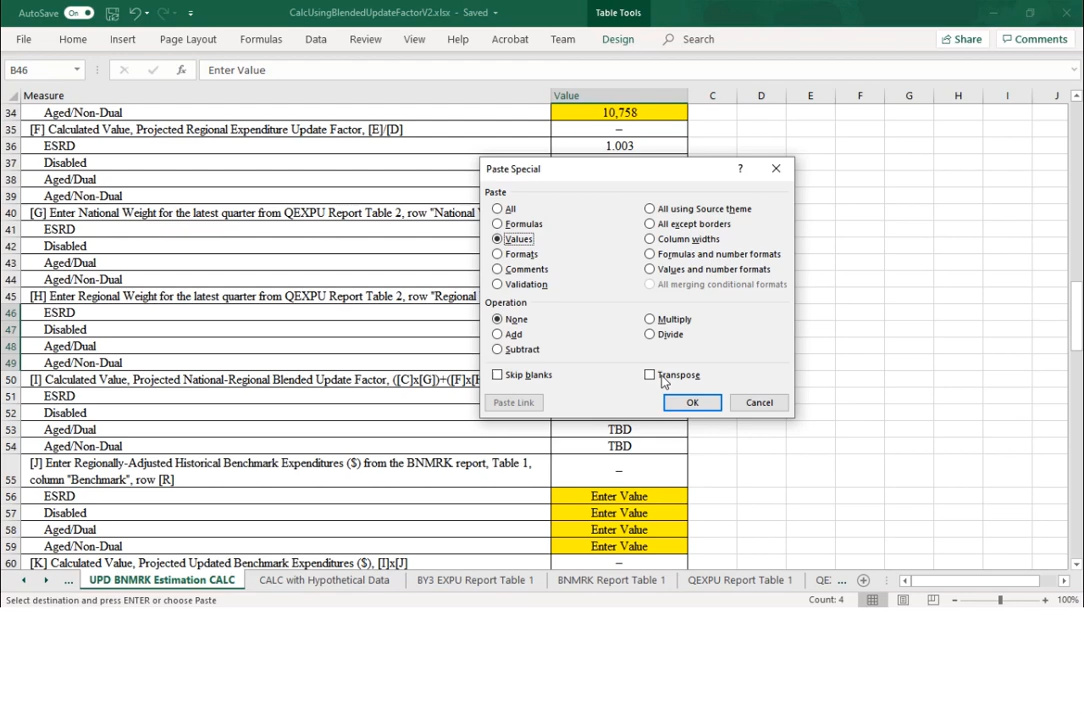 AutoSave On CalcUsingBlendedUpdateFactorV2.xlsx - Saved Table Tools
File Home Insert Page Layout Formulas Data Review View Help Acrobat Team Design Search Share Comments
B46 fx Enter Value
Measure Value C D E F G H I J
34 Aged/Non-Dual 10,758
35 [F] Calculated Value, Projected Regional Expenditure Update Factor, [E]/[D] –
36 ESRD 1.003
37 Disabled
38 Aged/Dual
39 Aged/Non-Dual
40 [G] Enter National Weight for the latest quarter from QEXPU Report Table 2, row "National
41 ESRD
42 Disabled
43 Aged/Dual
44 Aged/Non-Dual
45 [H] Enter Regional Weight for the latest quarter from QEXPU Report Table 2, row "Regional
46 ESRD
47 Disabled
48 Aged/Dual
49 Aged/Non-Dual
50 [I] Calculated Value, Projected National-Regional Blended Update Factor, ([C]x[G])+([F]x[H
51 ESRD
52 Disabled
53 Aged/Dual TBD
54 Aged/Non-Dual TBD
[J] Enter Regionally-Adjusted Historical Benchmark Expenditures ($) from the BNMRK report, Table 1,
55 column "Benchmark", row [R] –
56 ESRD Enter Value
57 Disabled Enter Value
58 Aged/Dual Enter Value
59 Aged/Non-Dual Enter Value
60 [K] Calculated Value, Projected Updated Benchmark Expenditures ($), [I]x[J] –
Paste Special ? ×
Paste
All All using Source theme
Formulas All except borders
Values Column widths
Formats Formulas and number formats
Comments Values and number formats
Validation All merging conditional formats
Operation
None Multiply
Add Divide
Subtract
Skip blanks Transpose
Paste Link OK Cancel
... UPD BNMRK Estimation CALC CALC with Hypothetical Data BY3 EXPU Report Table 1 BNMRK Report Table 1 QEXPU Report Table 1 QE ...
Select destination and press ENTER or choose Paste Count: 4 100%